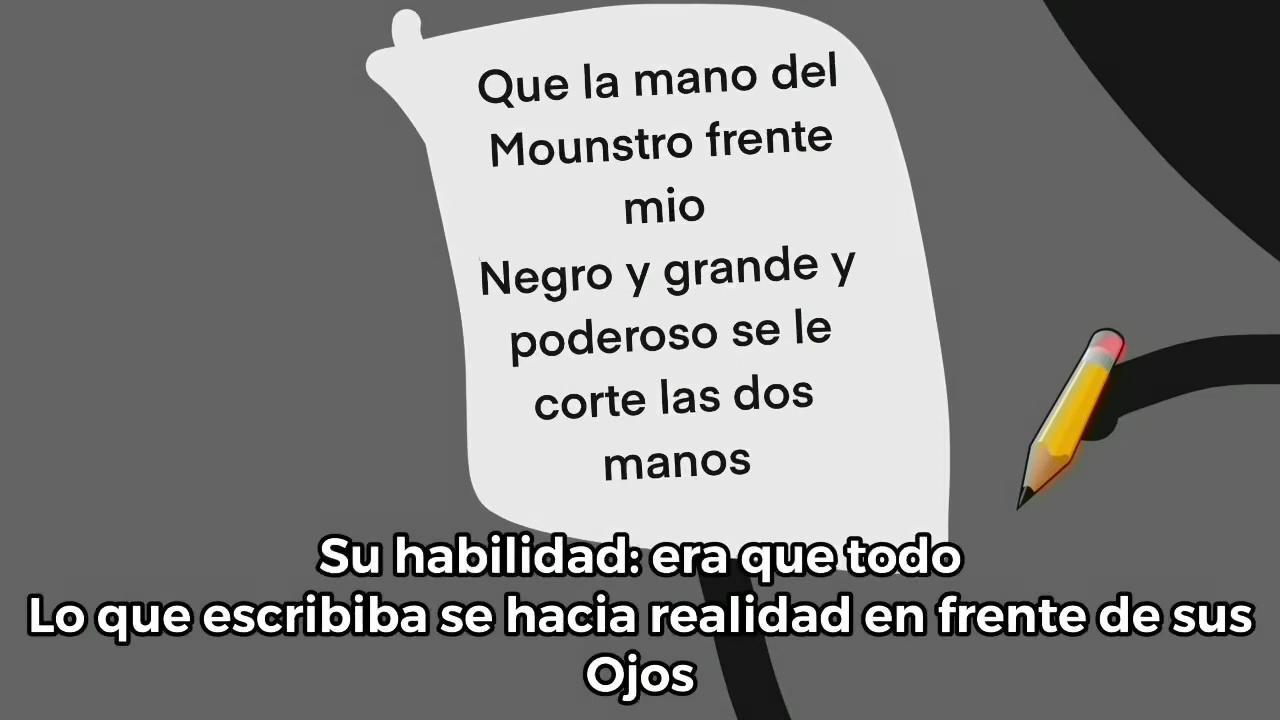 Que la mano del
Mounstro frente
mio
Negro y grande y
poderoso se le
corte las dos
manos
Su habilidad: era que todo
Lo que escribiba se hacia realidad en frente de sus
Ojos